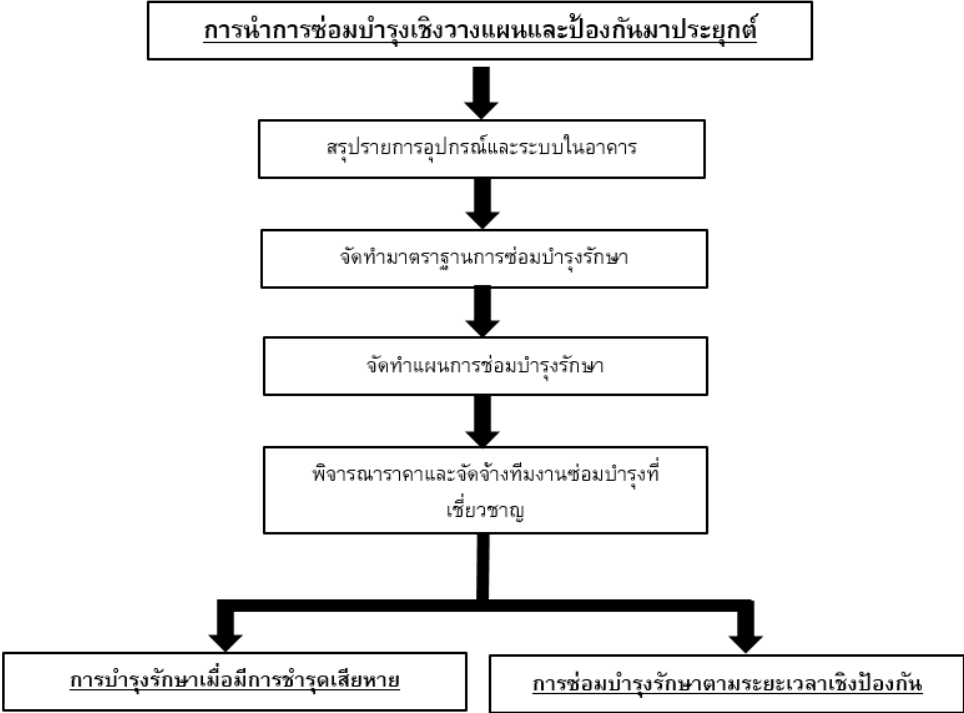 การนำการซ่อมบำรุงเชิงวางแผนและป้องกันมาประยุกต์
สรุปรายการอุปกรณ์และระบบในอาคาร
จัดทำมาตราฐานการซ่อมบำรุงรักษา
จัดทำแผนการซ่อมบำรุงรักษา
พิจารณาราคาและจัดจ้างทีมงานซ่อมบำรุงที่
เชี่ยวชาญ
การบำรุงรักษาเมื่อมีการชำรุดเสียหาย
การซ่อมบำรุงรักษาตามระยะเวลาเชิงป้องกัน